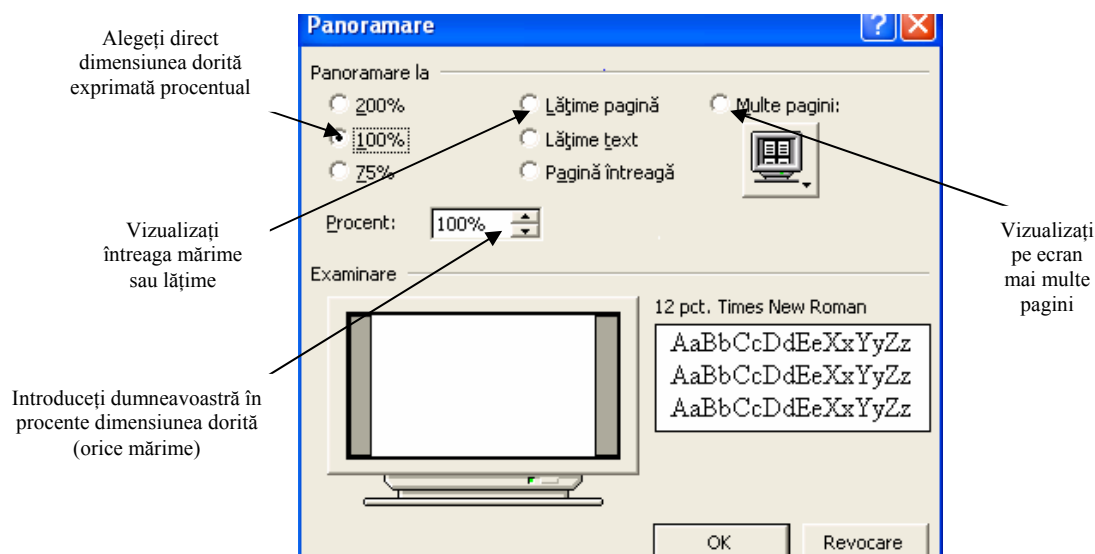 Panoramare
Alegeți direct
dimensiunea dorită
exprimată procentual
Panoramare la
200%
Lăţime pagină
Multe pagini:
100%
Lăţime text
75%
Pagină întreagă
Procent:
100%
Vizualizați
întreaga mărime
sau lățime
Vizualizați
pe ecran
mai multe
pagini
Examinare
12 pct. Times New Roman
AaBbCcDdEeXxYyZz
AaBbCcDdEeXxYyZz
AaBbCcDdEeXxYyZz
Introduceți dumneavoastră în
procente dimensiunea dorită
(orice mărime)
OK
Revocare